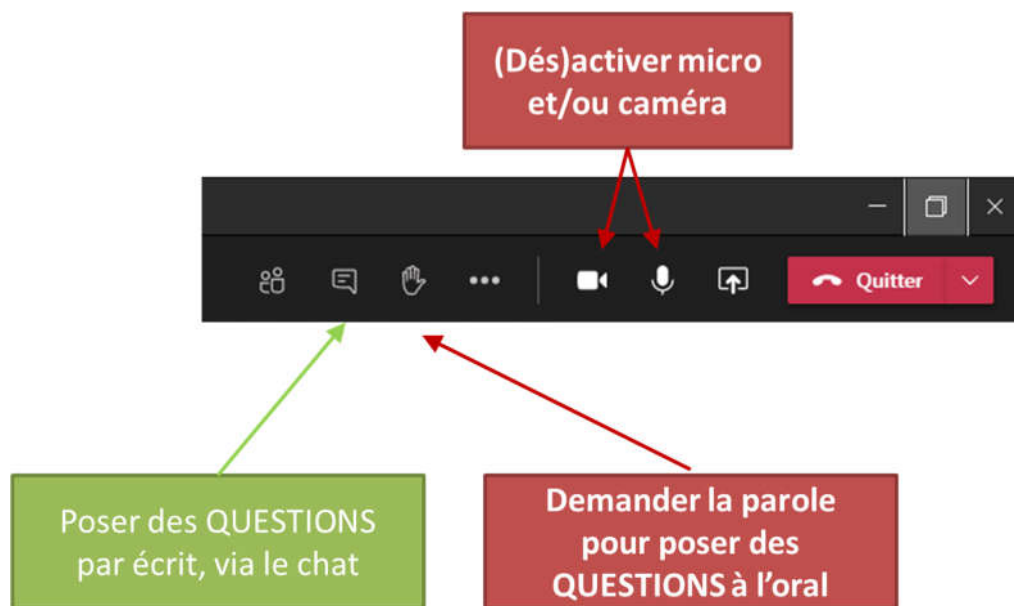 (Dés)activer micro
et/ou caméra
Quitter
Poser des QUESTIONS
par écrit, via le chat
Demander la parole
pour poser des
QUESTIONS à l’oral